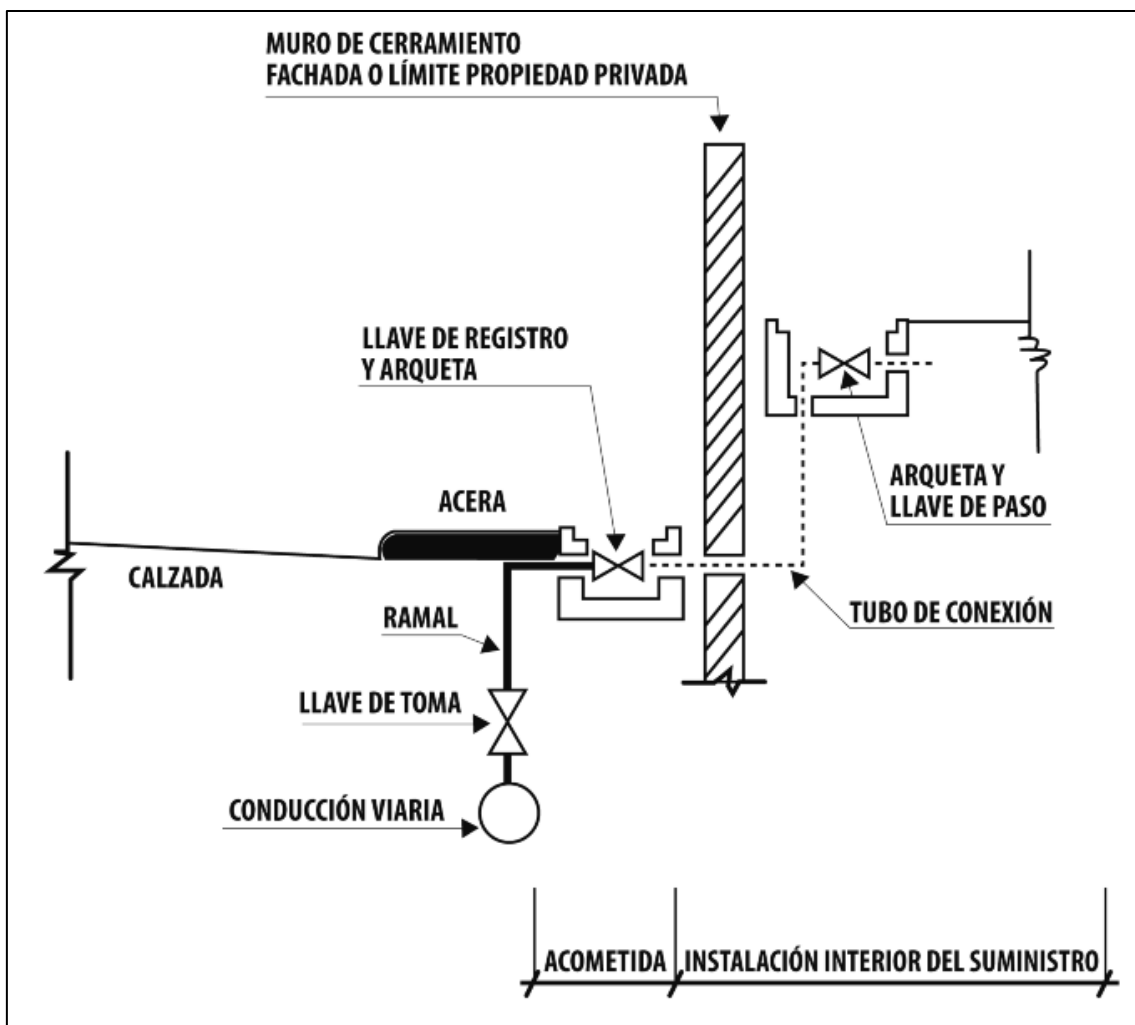 MURO DE CERRAMIENTO
FACHADA O LÍMITE PROPIEDAD PRIVADA
LLAVE DE REGISTRO
Y ARQUETA
ARQUETA Y
LLAVE DE PASO
ACERA
CALZADA
TUBO DE CONEXIÓN
RAMAL
LLAVE DE TOMA
CONDUCCIÓN VIARIA
ACOMETIDA
INSTALACIÓN INTERIOR DEL SUMINISTRO